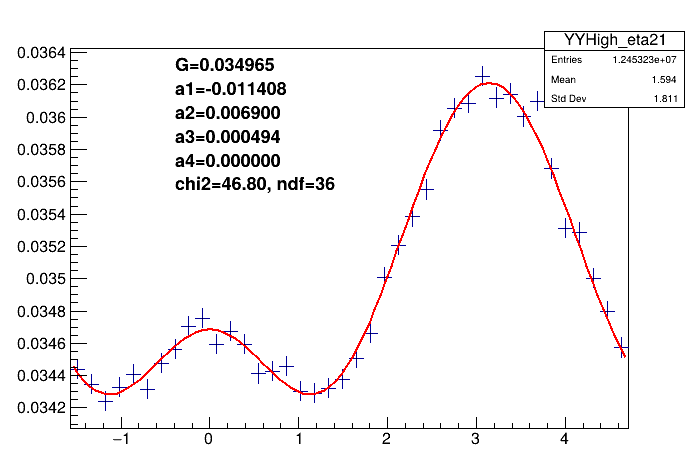 YYHigh_eta21
Entries 1.245323e+07
Mean 1.594
Std Dev 1.811
G=0.034965
a1=-0.011408
a2=0.006900
a3=0.000494
a4=0.000000
chi2=46.80, ndf=36
0.0364
0.0362
0.036
0.0358
0.0356
0.0354
0.0352
0.035
0.0348
0.0346
0.0344
0.0342
−1 0 1 2 3 4